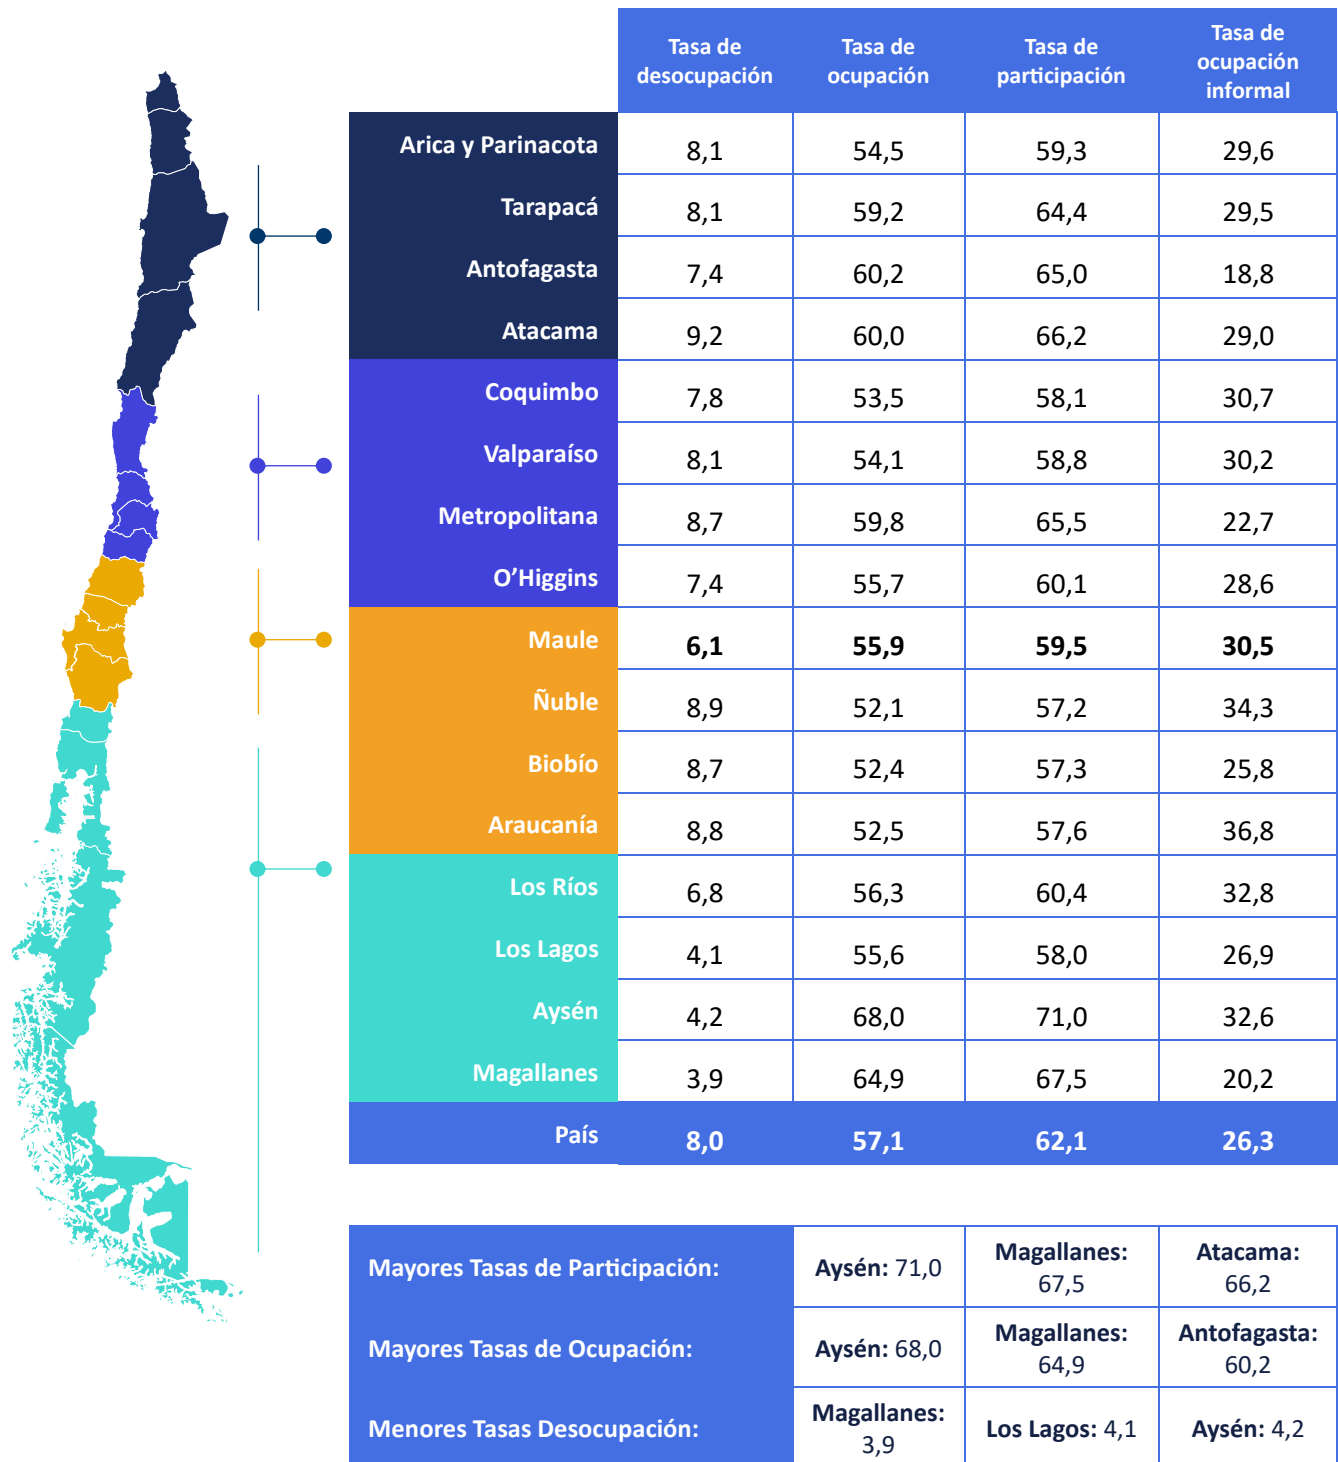 Tasa de desocupación Tasa de ocupación Tasa de participación Tasa de ocupación informal
Arica y Parinacota 8,1 54,5 59,3 29,6
Tarapacá 8,1 59,2 64,4 29,5
Antofagasta 7,4 60,2 65,0 18,8
Atacama 9,2 60,0 66,2 29,0
Coquimbo 7,8 53,5 58,1 30,7
Valparaíso 8,1 54,1 58,8 30,2
Metropolitana 8,7 59,8 65,5 22,7
O’Higgins 7,4 55,7 60,1 28,6
Maule 6,1 55,9 59,5 30,5
Ñuble 8,9 52,1 57,2 34,3
Biobío 8,7 52,4 57,3 25,8
Araucanía 8,8 52,5 57,6 36,8
Los Ríos 6,8 56,3 60,4 32,8
Los Lagos 4,1 55,6 58,0 26,9
Aysén 4,2 68,0 71,0 32,6
Magallanes 3,9 64,9 67,5 20,2
País 8,0 57,1 62,1 26,3
Mayores Tasas de Participación: Aysén: 71,0 Magallanes: 67,5 Atacama: 66,2
Mayores Tasas de Ocupación: Aysén: 68,0 Magallanes: 64,9 Antofagasta: 60,2
Menores Tasas Desocupación: Magallanes: 3,9 Los Lagos: 4,1 Aysén: 4,2